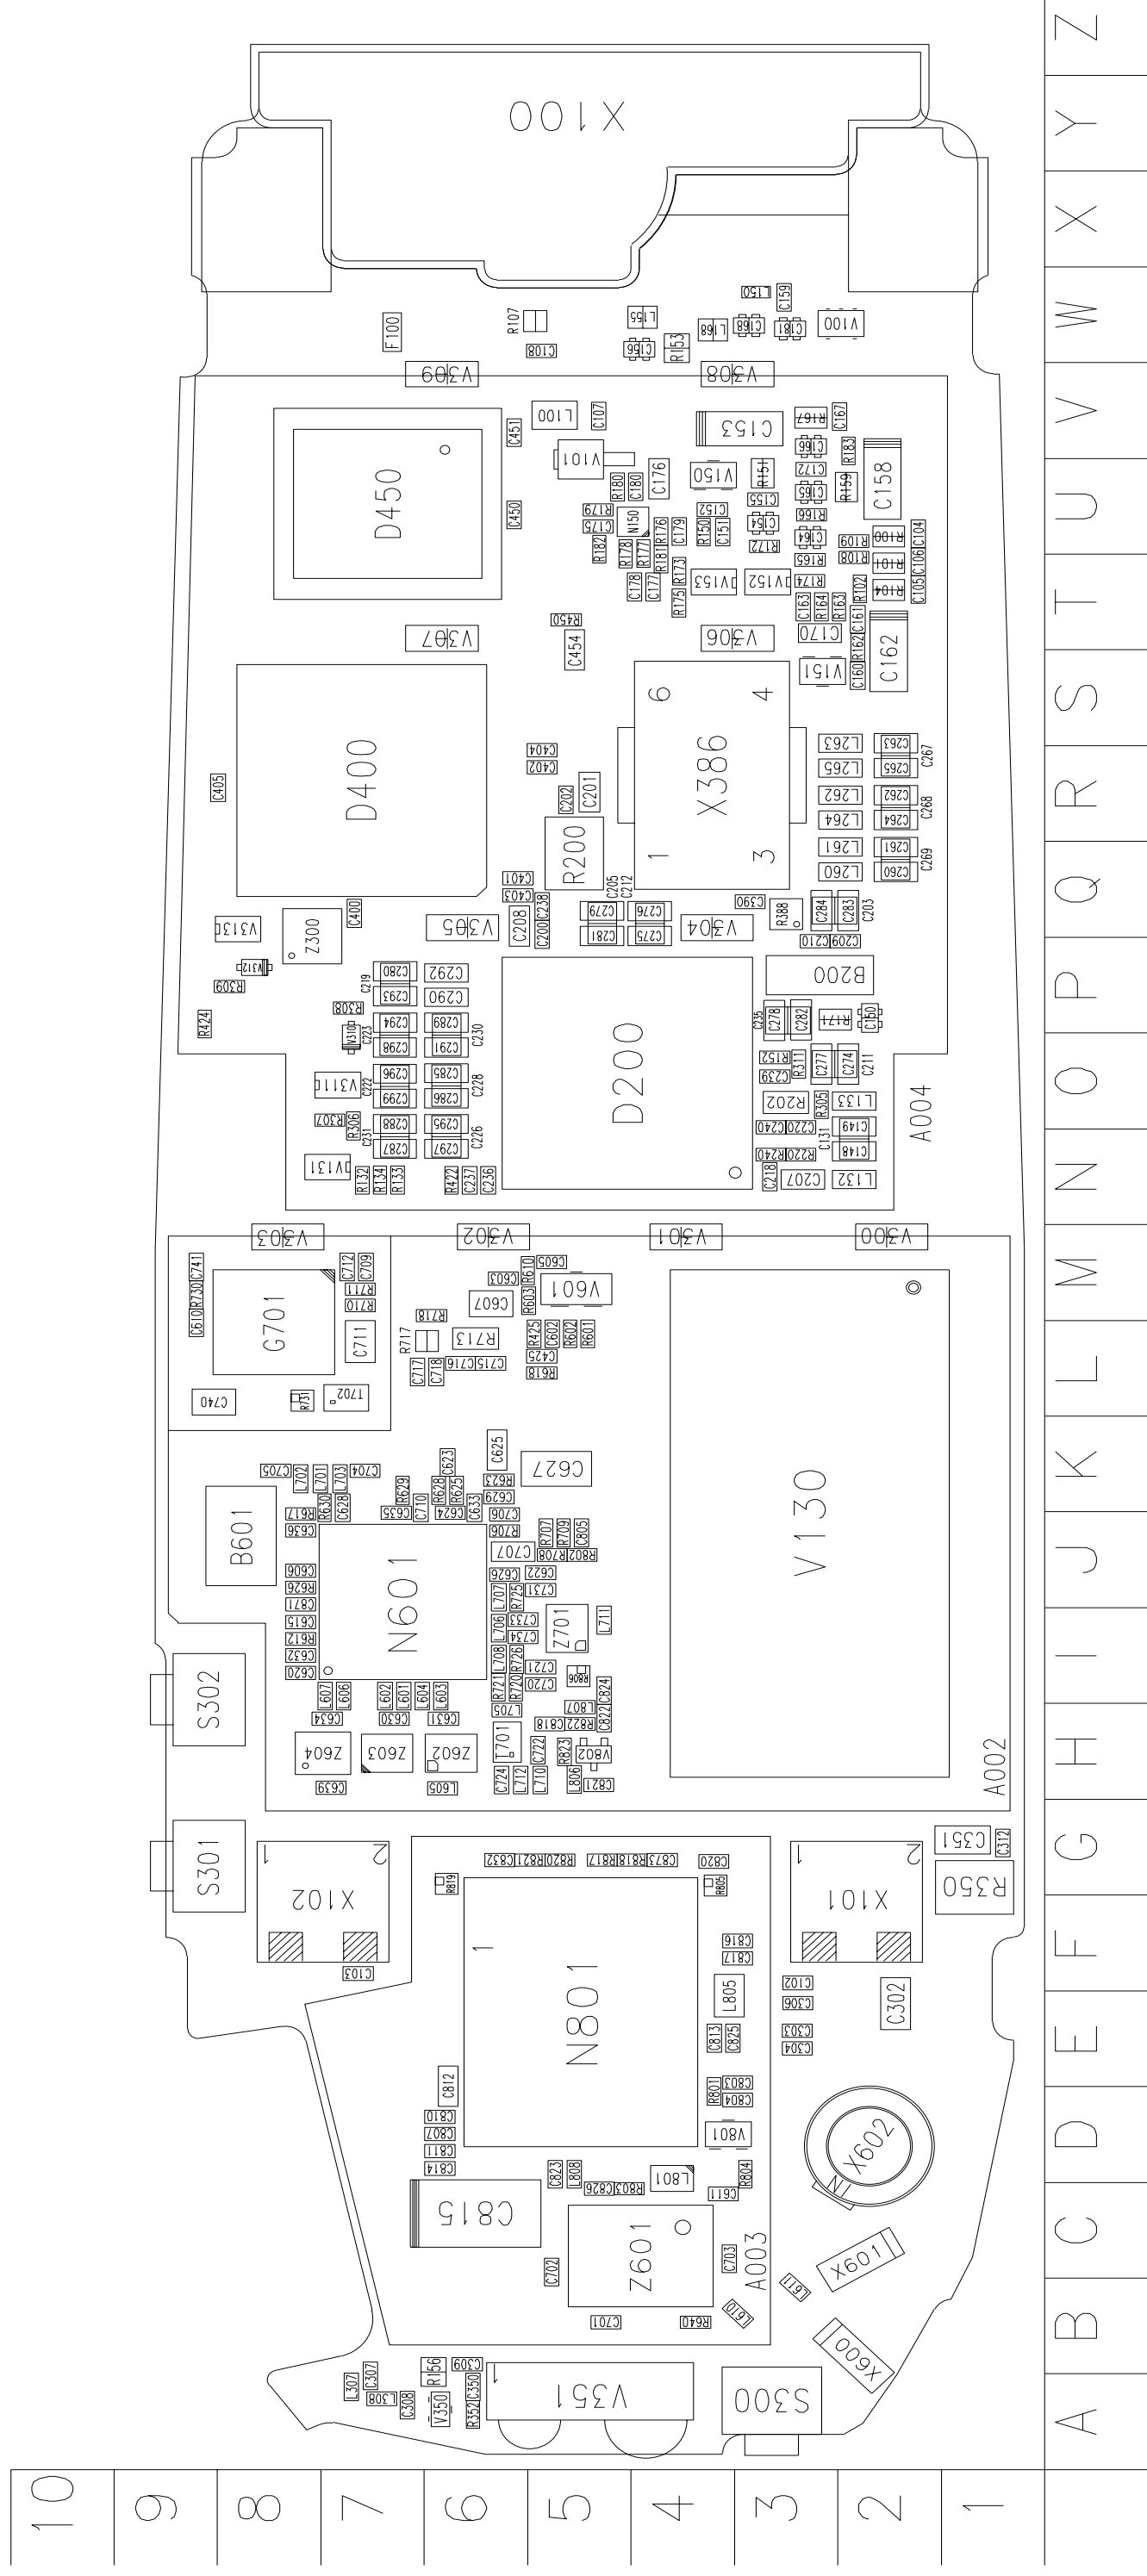 Z
Y
X
W
V
U
T
S
R
Q
P
O
N
M
L
K
J
I
H
G
F
E
D
C
B
A
10 9 8 7 6 5 4 3 2 1
X100
L150
C159
R107
L155
F100
L168
C168
C181
V100
C108
C156
R153
V309
V308
L100
C107
C153
R167
C167
C451
V101
C166
R183
D450
R180
C180
C176
V150
R151
C172
C165
R159
C158
C450
R179
C175
N150
C152
C155
C154
R166
R182
R178
R177
R176
R181
C179
R150
C151
R172
C164
R109
R100
C104
R165
R108
R101
C106
C178
C177
R173
R175
V153
V152
R174
R102
R104
C105
R450
C163
R164
R163
C161
V307
C454
V306
C170
R162
C162
V151
C160
6
4
1
3
X386
D400
C405
C404
C402
C202
C201
R200
L263
C263
C267
L265
C265
L262
C262
C268
L264
C264
L261
C261
C269
L260
C260
C401
C403
C205
C212
C390
C400
V313
Z300
V305
C208
C238
C200
C279
C281
C276
C275
V304
R388
C284
C283
C203
C210
C209
V312
R309
C219
C280
C293
C292
C290
B200
R424
R308
V310
C223
C294
C298
C289
C291
C230
D200
C235
C278
C282
R171
C150
V311
C222
C296
C299
C285
C286
C228
R152
C239
R311
C277
C274
C211
R307
R306
C231
C288
C287
C295
C297
C226
R202
R305
L133
A004
C240
C220
C131
C149
V131
R132
R134
R133
R422
C237
C236
R240
R220
C148
C218
C207
L132
V303
V302
V301
V300
C741
R730
C610
G701
C712
C709
R711
R710
C711
C605
C603
R610
R603
C607
V601
R718
R717
R713
R425
C602
R602
R601
C717
C718
C716
C715
C425
R618
C740
R731
T702
C625
C627
C705
L702
L701
L703
C704
C623
R629
R628
R625
R623
C629
B601
R617
R630
C628
C635
C710
C624
C633
C706
C636
R706
R707
R709
C805
C707
R708
R802
V130
C606
R626
C871
C615
R612
C632
C620
N601
C626
C622
C731
L707
R725
C733
L706
C734
Z701
L711
L708
R726
C721
C720
R806
R721
R720
L607
L606
L602
L601
L604
L603
L705
L807
C824
C822
S302
C634
C630
C631
C818
R822
Z604
Z603
Z602
T701
C722
R823
V802
A002
C639
L605
C724
L712
L710
L806
C821
S301
1
2
X102
C832
R821
R820
R817
R818
C873
C820
1
2
X101
C351
C312
R350
R819
R805
1
N801
C103
C816
C817
L805
C102
C306
C302
C813
C825
C303
C304
C812
R801
C803
C804
C810
C807
C811
C814
V801
X602
IN
C823
L808
L801
R804
C826
R803
C611
C815
Z601
C702
C703
A003
X601
L611
C701
R640
L610
X600
L307
C307
L308
C308
R156
C309
V350
C350
R352
1
V351
S300